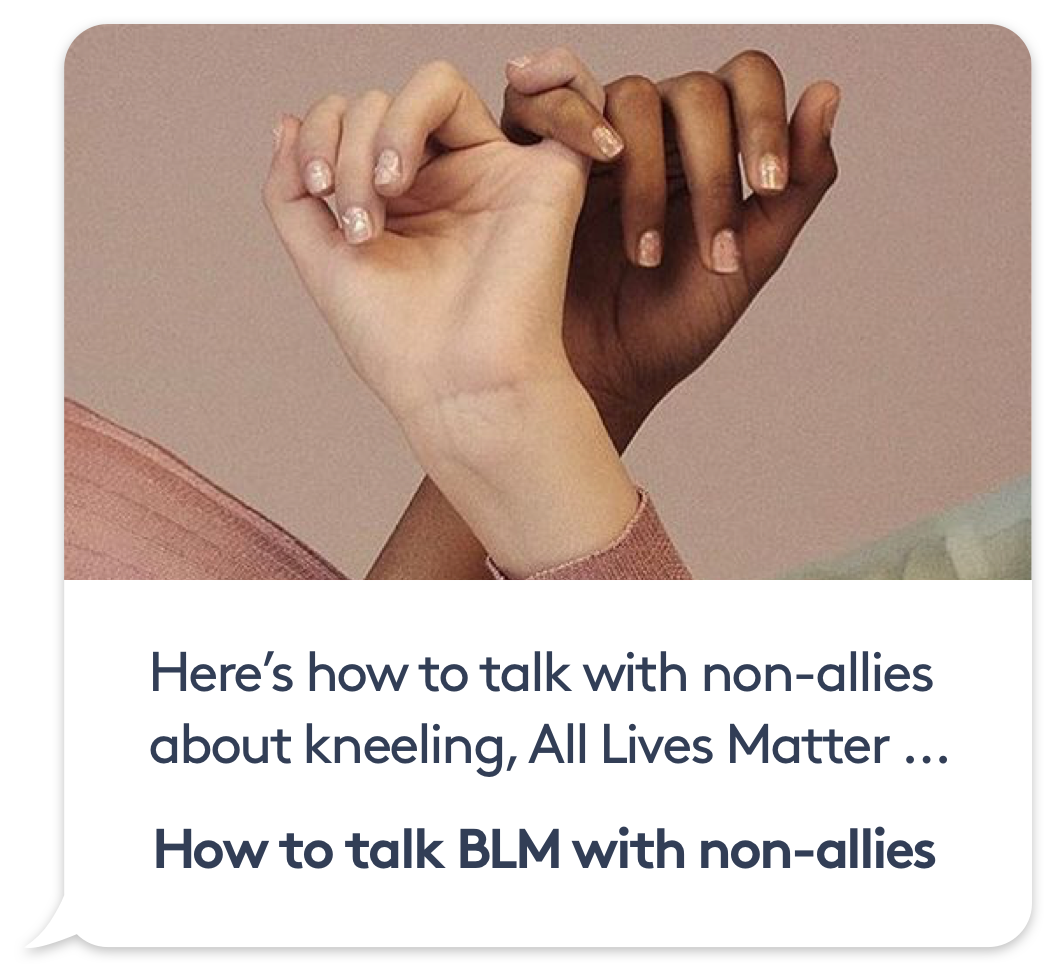 Here’s how to talk with non-allies
about kneeling, All Lives Matter ...
How to talk BLM with non-allies